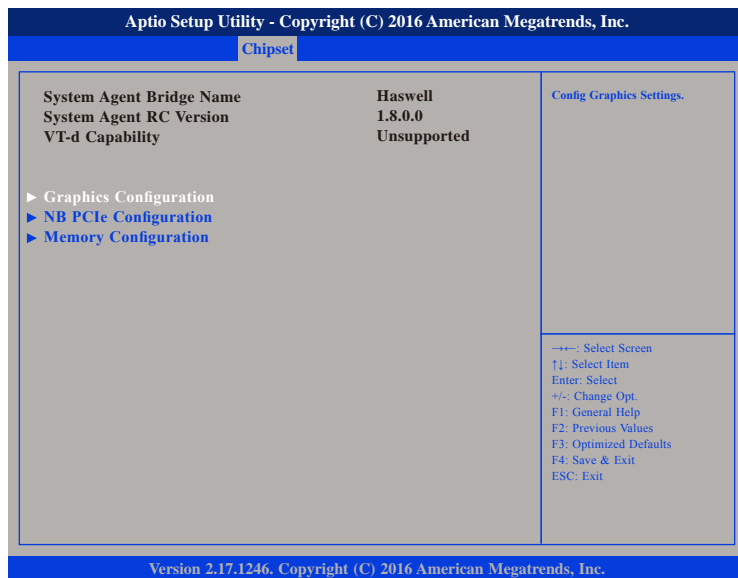 Aptio Setup Utility - Copyright (C) 2016 American Megatrends, Inc.
Chipset
System Agent Bridge Name Haswell
System Agent RC Version 1.8.0.0
VT-d Capability Unsupported
► Graphics Configuration
► NB PCIe Configuration
► Memory Configuration
Config Graphics Settings.
→←: Select Screen
↑↓: Select Item
Enter: Select
+/-: Change Opt.
F1: General Help
F2: Previous Values
F3: Optimized Defaults
F4: Save & Exit
ESC: Exit
Version 2.17.1246. Copyright (C) 2016 American Megatrends, Inc.